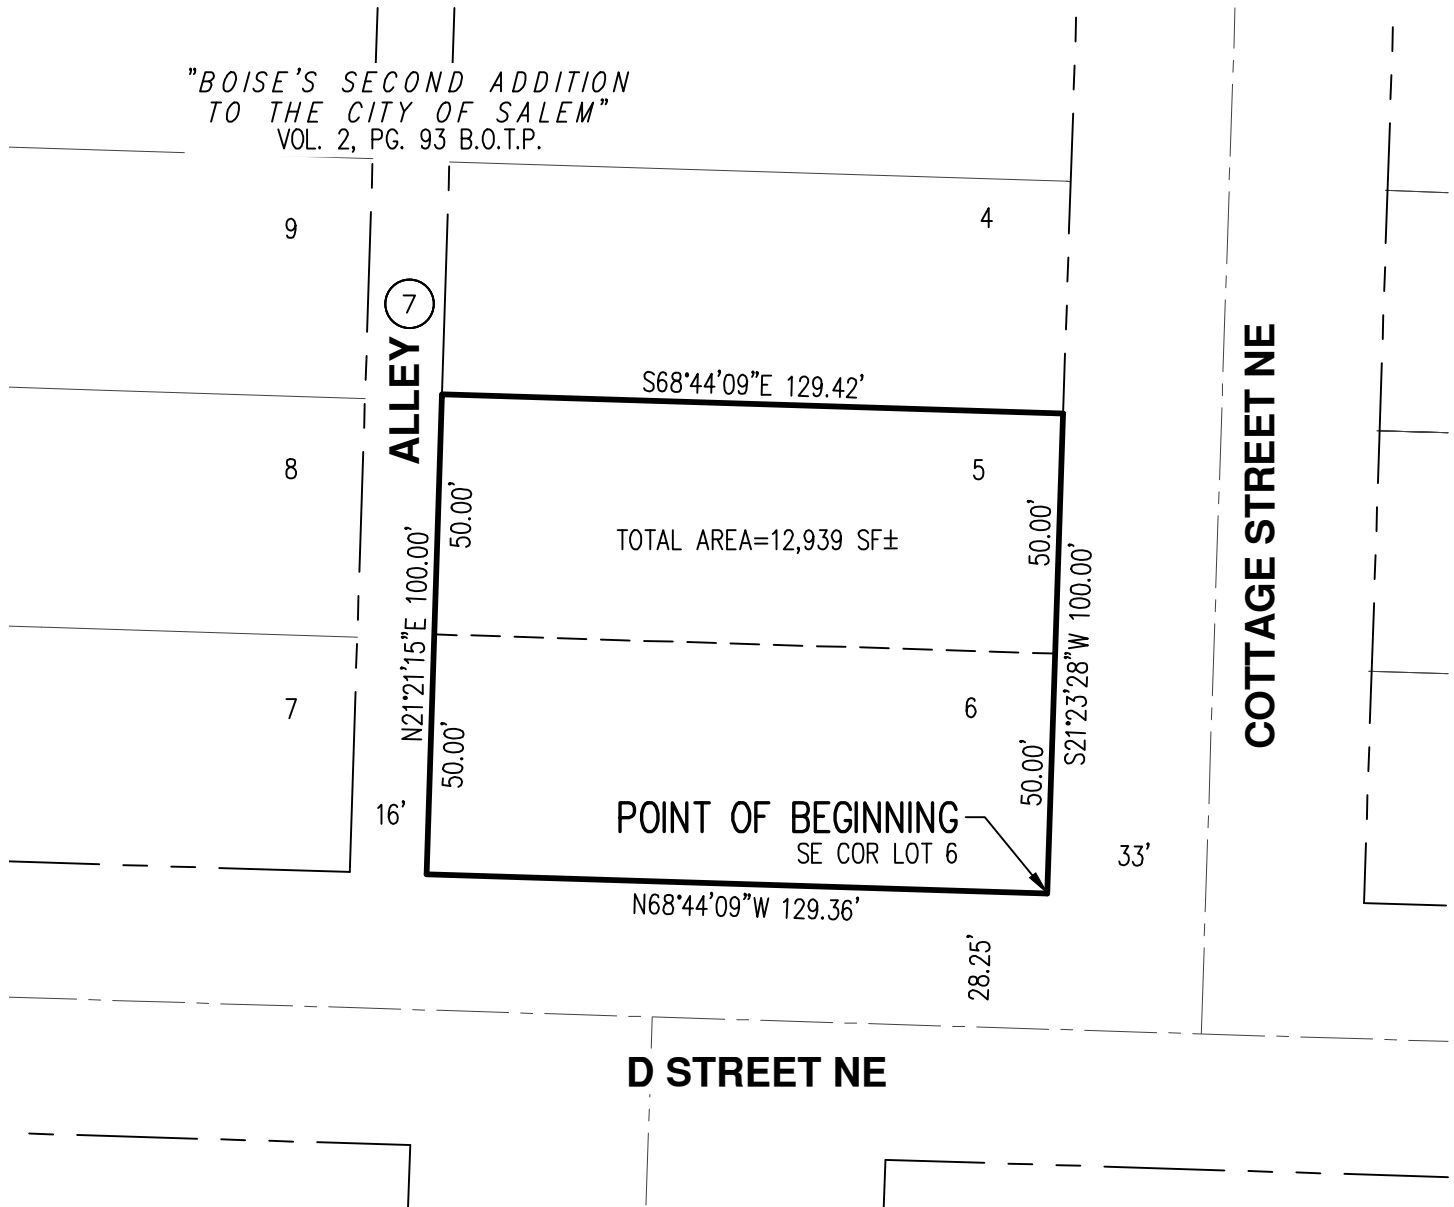 "BOISE'S SECOND ADDITION
TO THE CITY OF SALEM"
VOL. 2, PG. 93 B.O.T.P.
9
4
7
ALLEY
COTTAGE STREET NE
S68°44'09"E 129.42'
8
5
50.00'
50.00'
TOTAL AREA=12,939 SF±
N21°21'15"E 100.00'
S21°23'28"W 100.00'
7
6
50.00'
50.00'
16'
POINT OF BEGINNING
SE COR LOT 6
33'
N68°44'09"W 129.36'
28.25'
D STREET NE